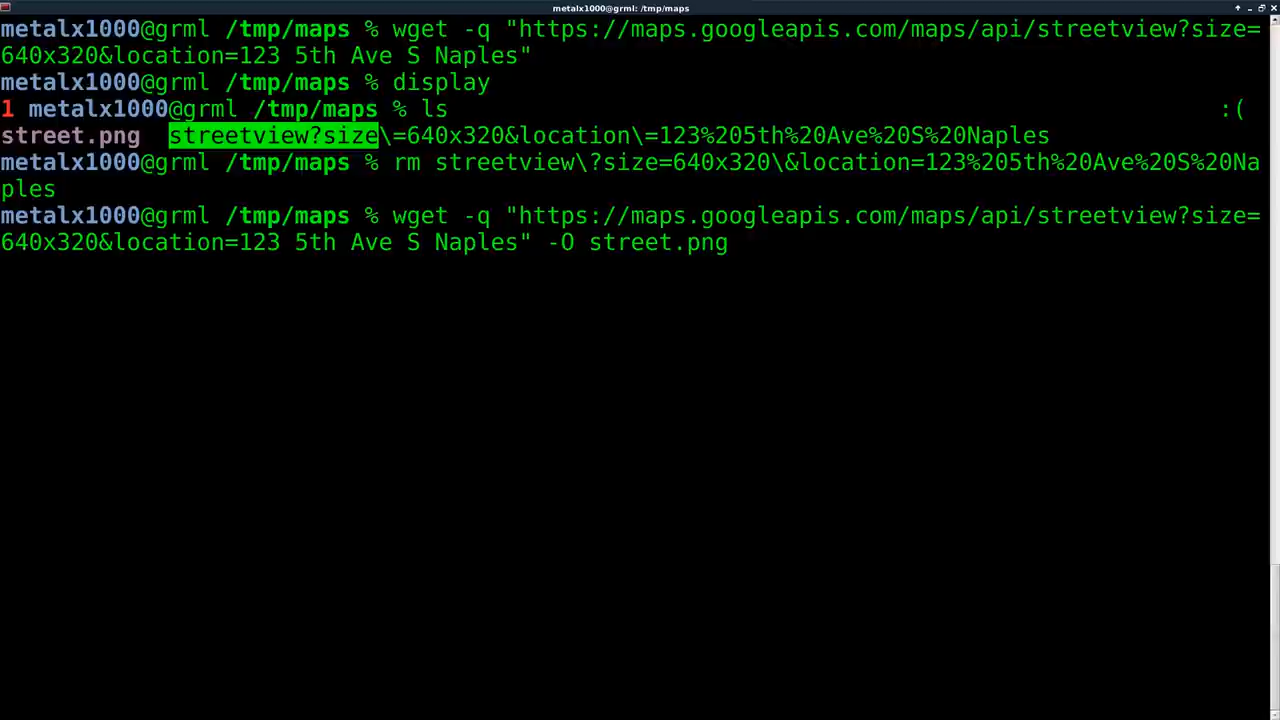 metalx1000@grml: /tmp/maps
metalx1000@grml /tmp/maps % wget -q "https://maps.googleapis.com/maps/api/streetview?size=
640x320&location=123 5th Ave S Naples"
metalx1000@grml /tmp/maps % display
1 metalx1000@grml /tmp/maps % ls :(
street.png streetview?size\=640x320&location\=123%205th%20Ave%20S%20Naples
metalx1000@grml /tmp/maps % rm streetview\?size=640x320\&location=123%205th%20Ave%20S%20Na
ples
metalx1000@grml /tmp/maps % wget -q "https://maps.googleapis.com/maps/api/streetview?size=
640x320&location=123 5th Ave S Naples" -O street.png